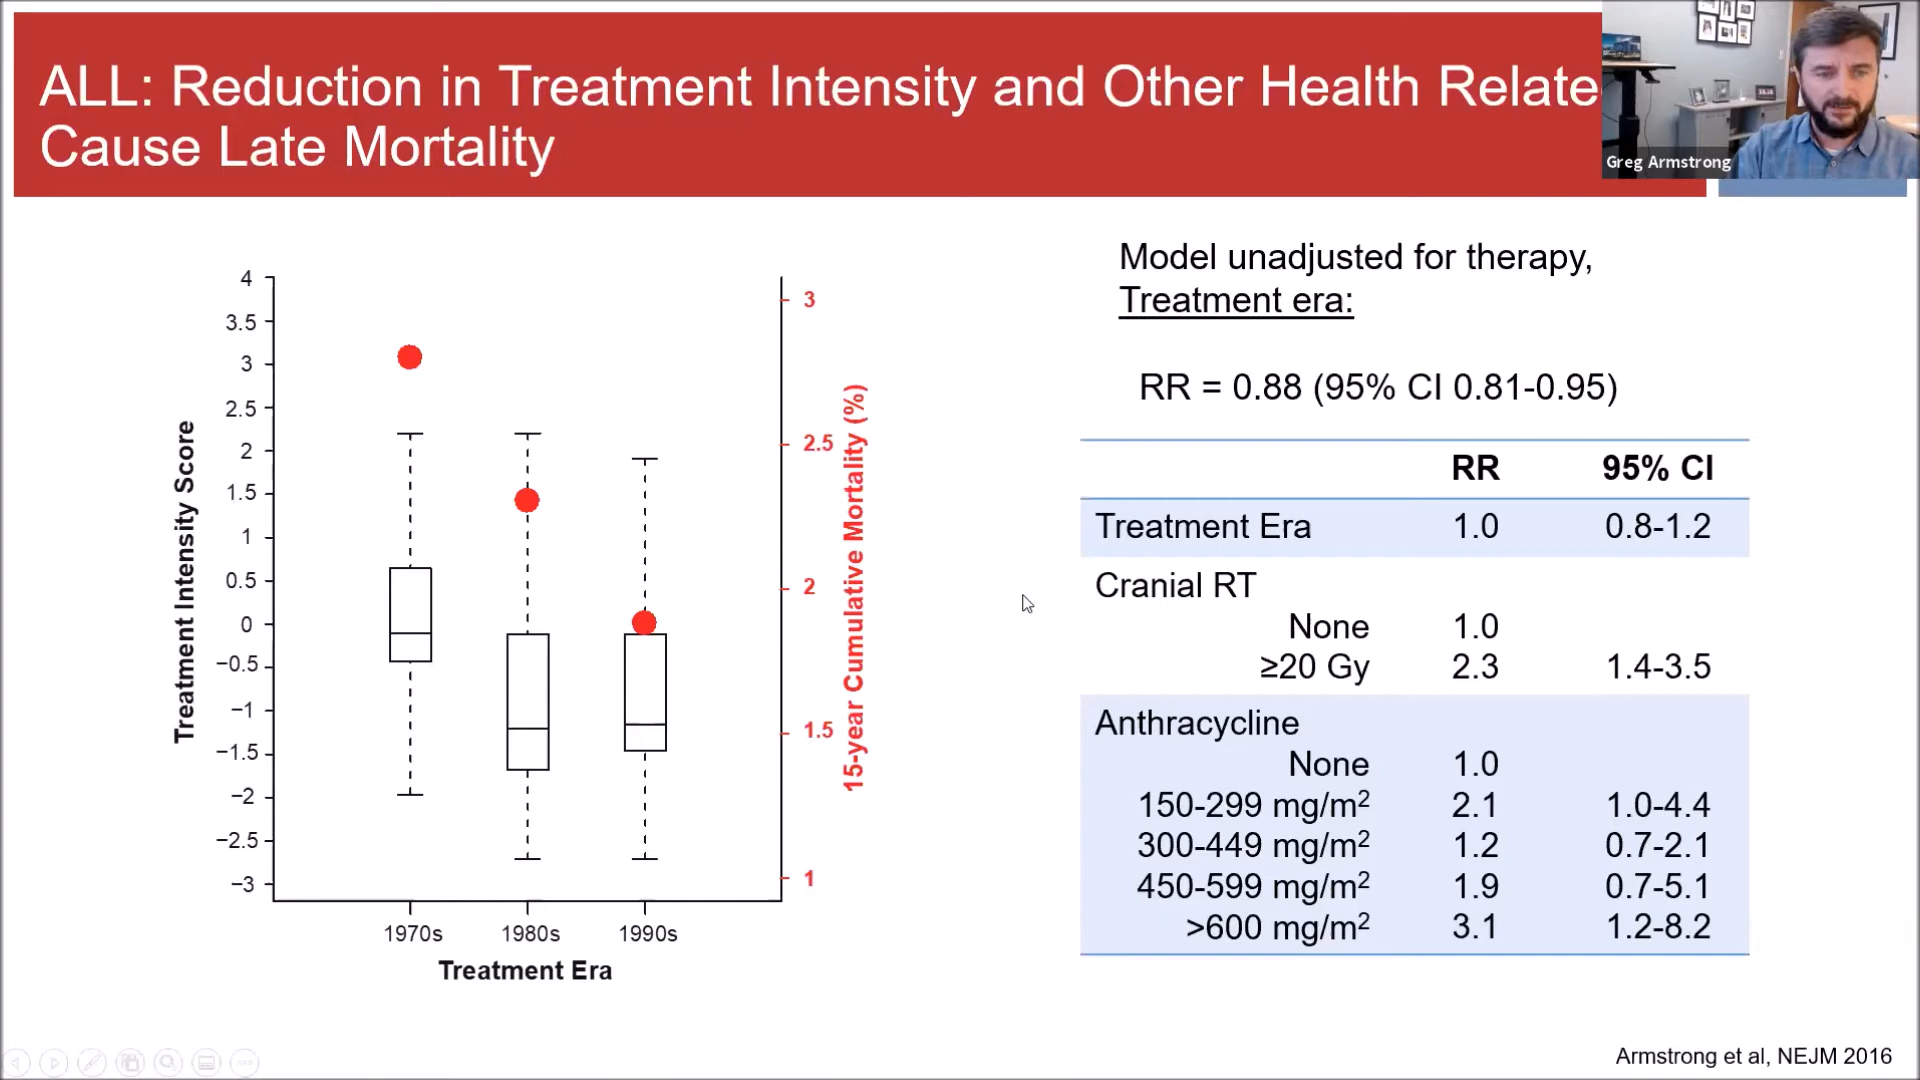 ALL: Reduction in Treatment Intensity and Other Health Relate
Cause Late Mortality
Greg Armstrong
4
3.5
3
2.5
2
1.5
1
0.5
0
−0.5
−1
−1.5
−2
−2.5
−3
Treatment Intensity Score
3
2.5
2
1.5
1
15-year Cumulative Mortality (%)
1970s 1980s 1990s
Treatment Era
Model unadjusted for therapy,
Treatment era:
RR = 0.88 (95% CI 0.81-0.95)
RR 95% CI
Treatment Era 1.0 0.8-1.2
Cranial RT
None 1.0
≥20 Gy 2.3 1.4-3.5
Anthracycline
None 1.0
150-299 mg/m² 2.1 1.0-4.4
300-449 mg/m² 1.2 0.7-2.1
450-599 mg/m² 1.9 0.7-5.1
>600 mg/m² 3.1 1.2-8.2
Armstrong et al, NEJM 2016